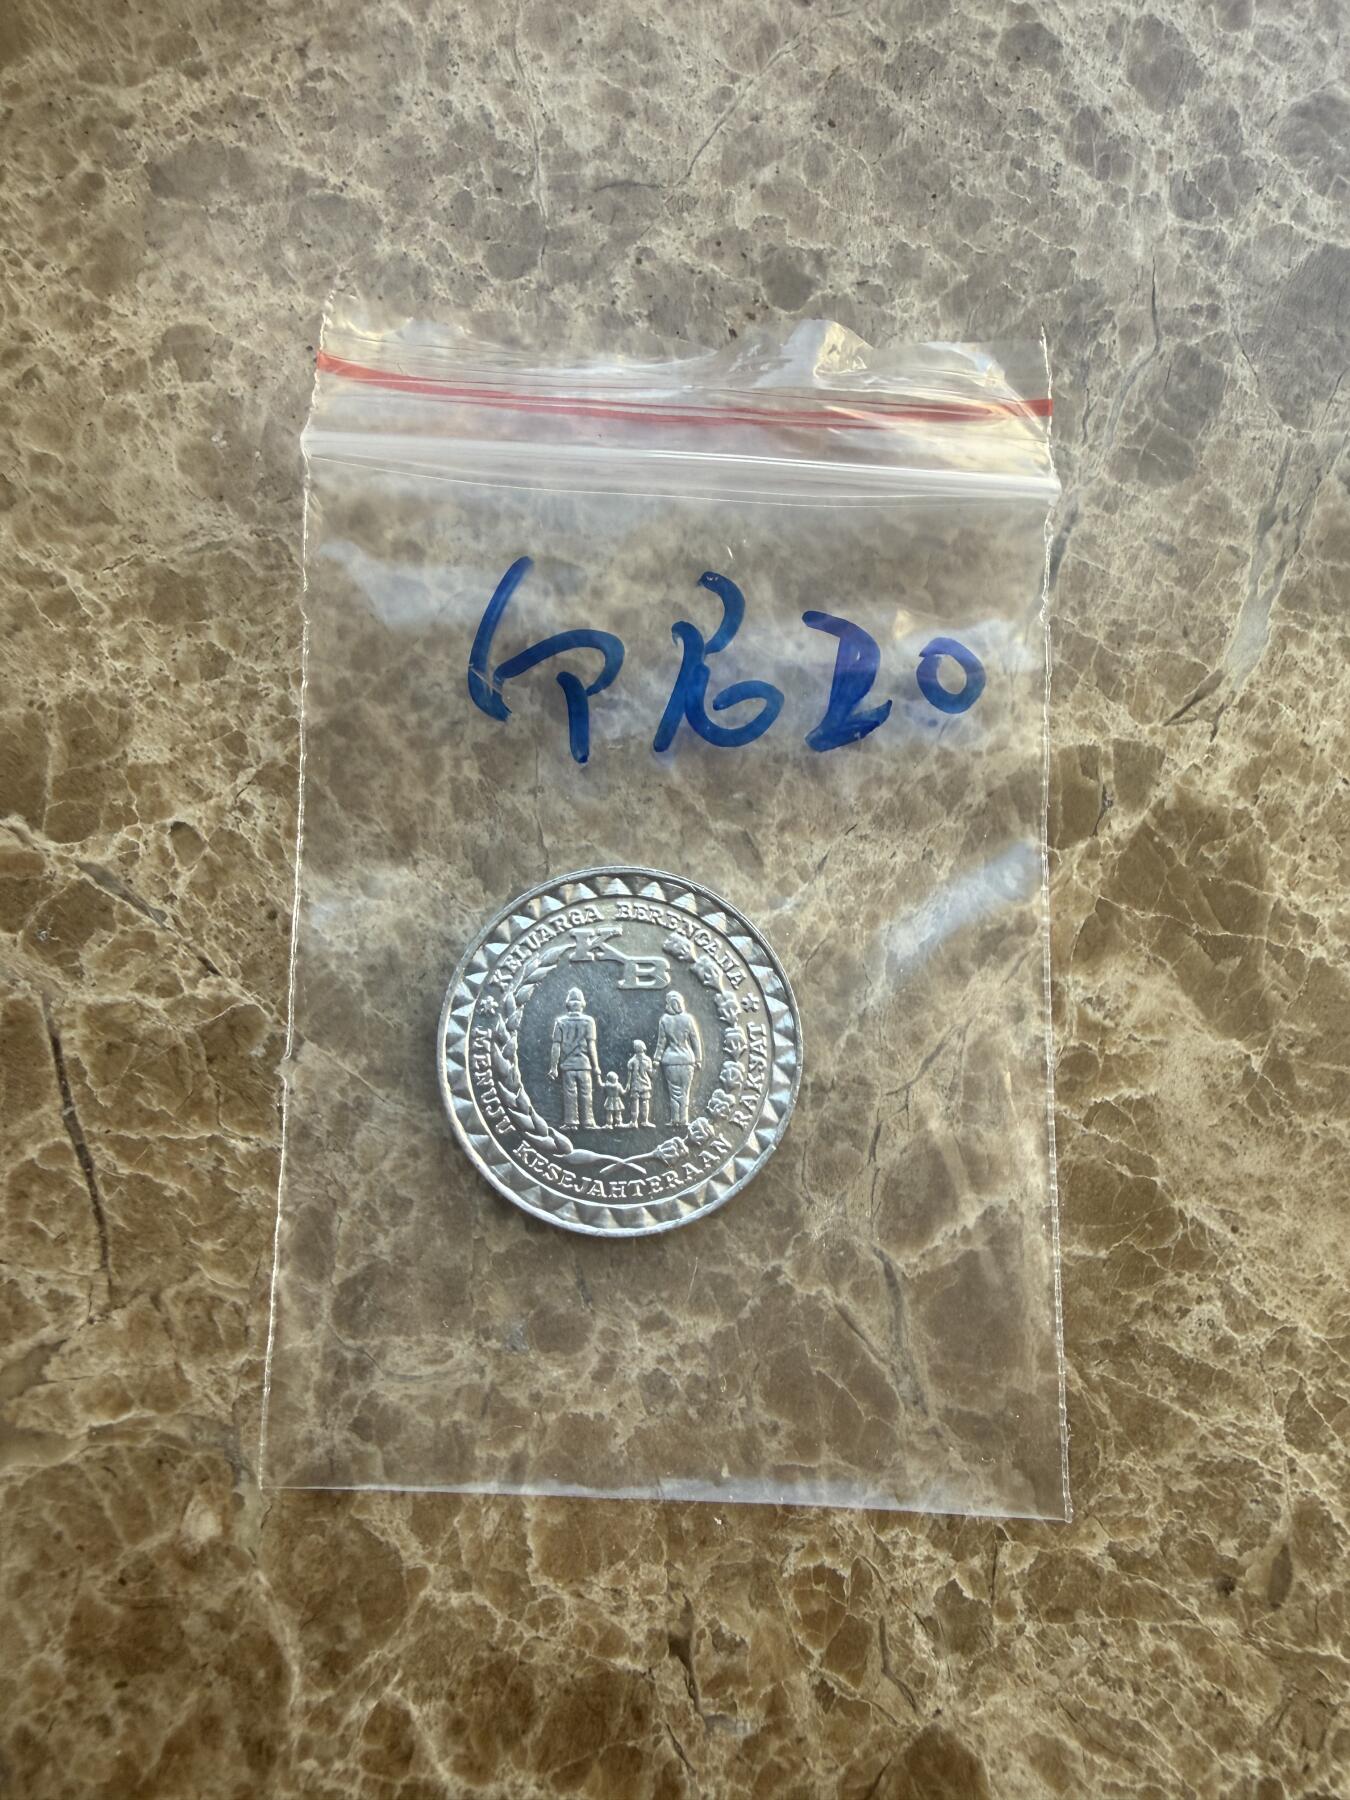 印尼20
KELUARGA BERENCANA
KB
MENUJU KESEJAHTERAAN RAKYAT